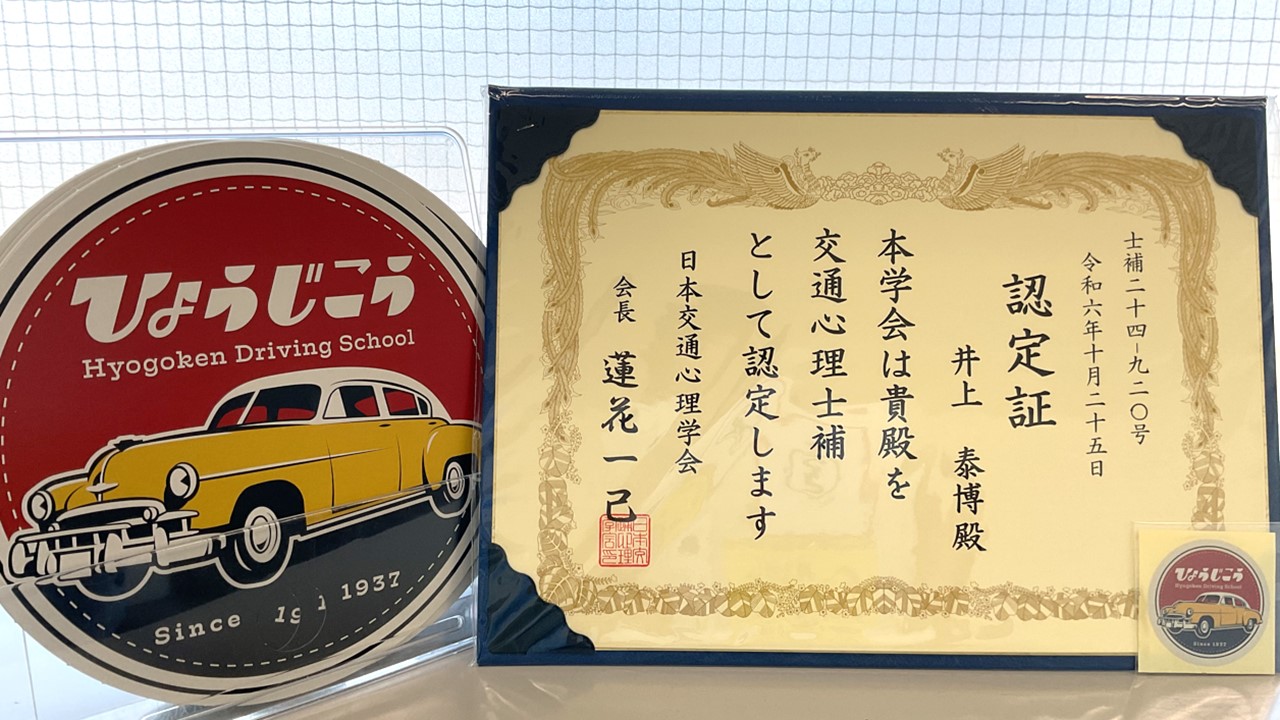 ひょうじこう
Hyogoken Driving School
Since 1937
士補二十四-九二〇号
令和六年十月二十五日
認定証
井上 泰博殿
本学会は貴殿を
交通心理士補
として認定します
日本交通心理学会
会長 蓮花一己
ひょうじこう
Hyogoken Driving School
Since 1937